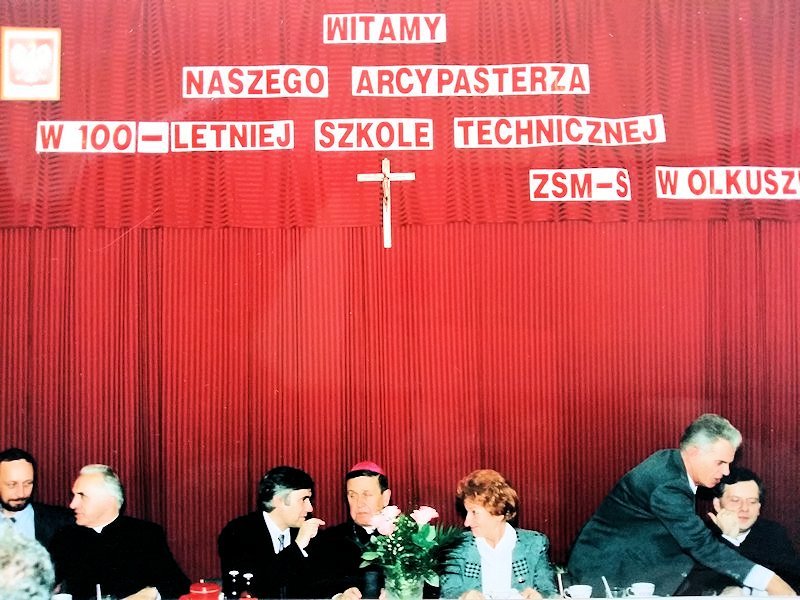 WITAMY
NASZEGO ARCYPASTERZA
W 100-LETNIEJ SZKOLE TECHNICZNEJ
ZSM-S W OLKUSZ